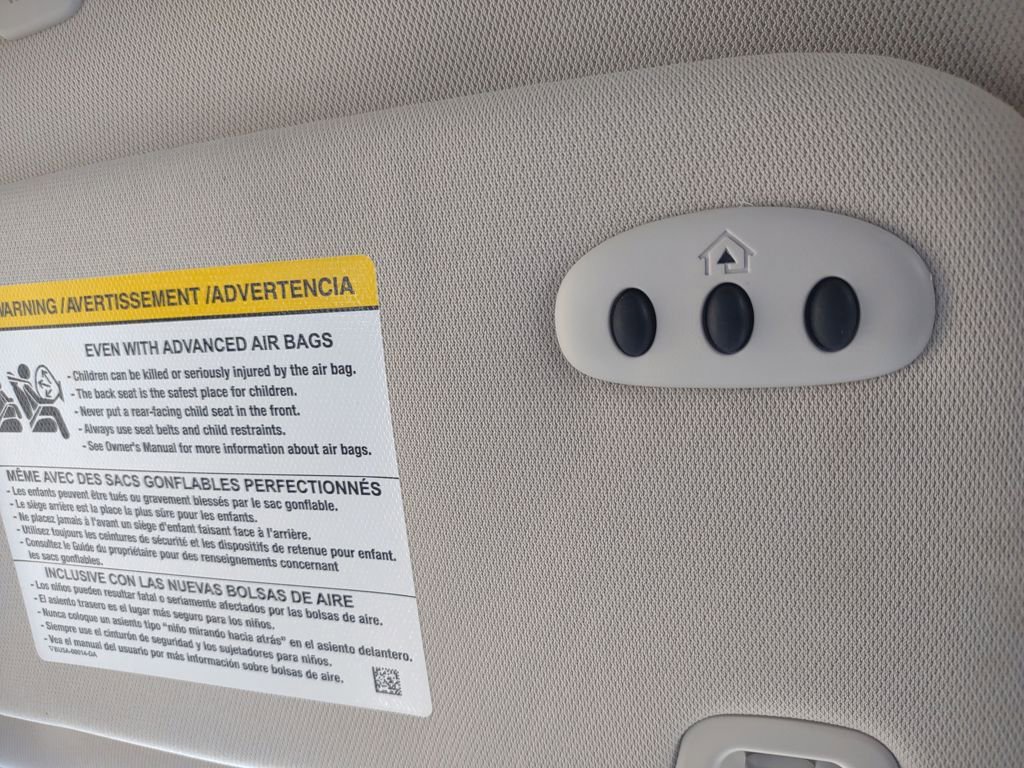 WARNING / AVERTISSEMENT / ADVERTENCIA
EVEN WITH ADVANCED AIR BAGS
- Children can be killed or seriously injured by the air bag.
- The back seat is the safest place for children.
- Never put a rear-facing child seat in the front.
- Always use seat belts and child restraints.
- See Owner's Manual for more information about air bags.
MÊME AVEC DES SACS GONFLABLES PERFECTIONNÉS
- Les enfants peuvent être tués ou gravement blessés par le sac gonflable.
- Le siège arrière est la place la plus sûre pour les enfants.
- Ne placez jamais à l'avant un siège d'enfant faisant face à l'arrière.
- Utilisez toujours les ceintures de sécurité et les dispositifs de retenue pour enfant.
- Consultez le Guide du propriétaire pour des renseignements concernant
les sacs gonflables.
INCLUSIVE CON LAS NUEVAS BOLSAS DE AIRE
- Los niños pueden resultar fatal o seriamente afectados por las bolsas de aire.
- El asiento trasero es el lugar más seguro para los niños.
- Nunca coloque un asiento tipo "niño mirando hacia atrás" en el asiento delantero.
- Siempre use el cinturón de seguridad y los sujetadores para niños.
- Vea el manual del usuario por más información sobre bolsas de aire.